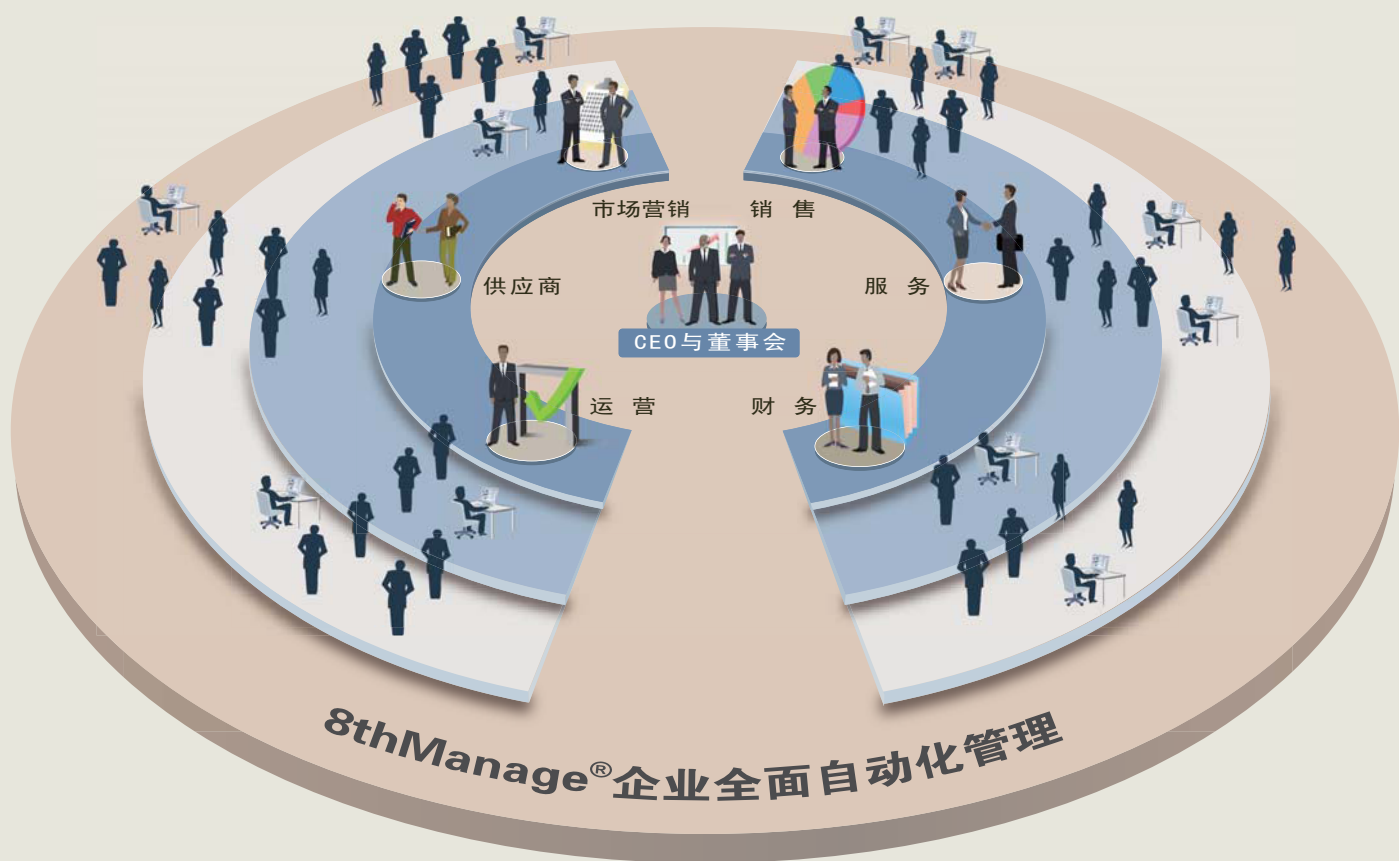 市场营销
销售
供应商
服务
CEO与董事会
运营
财务
8thManage®企业全面自动化管理